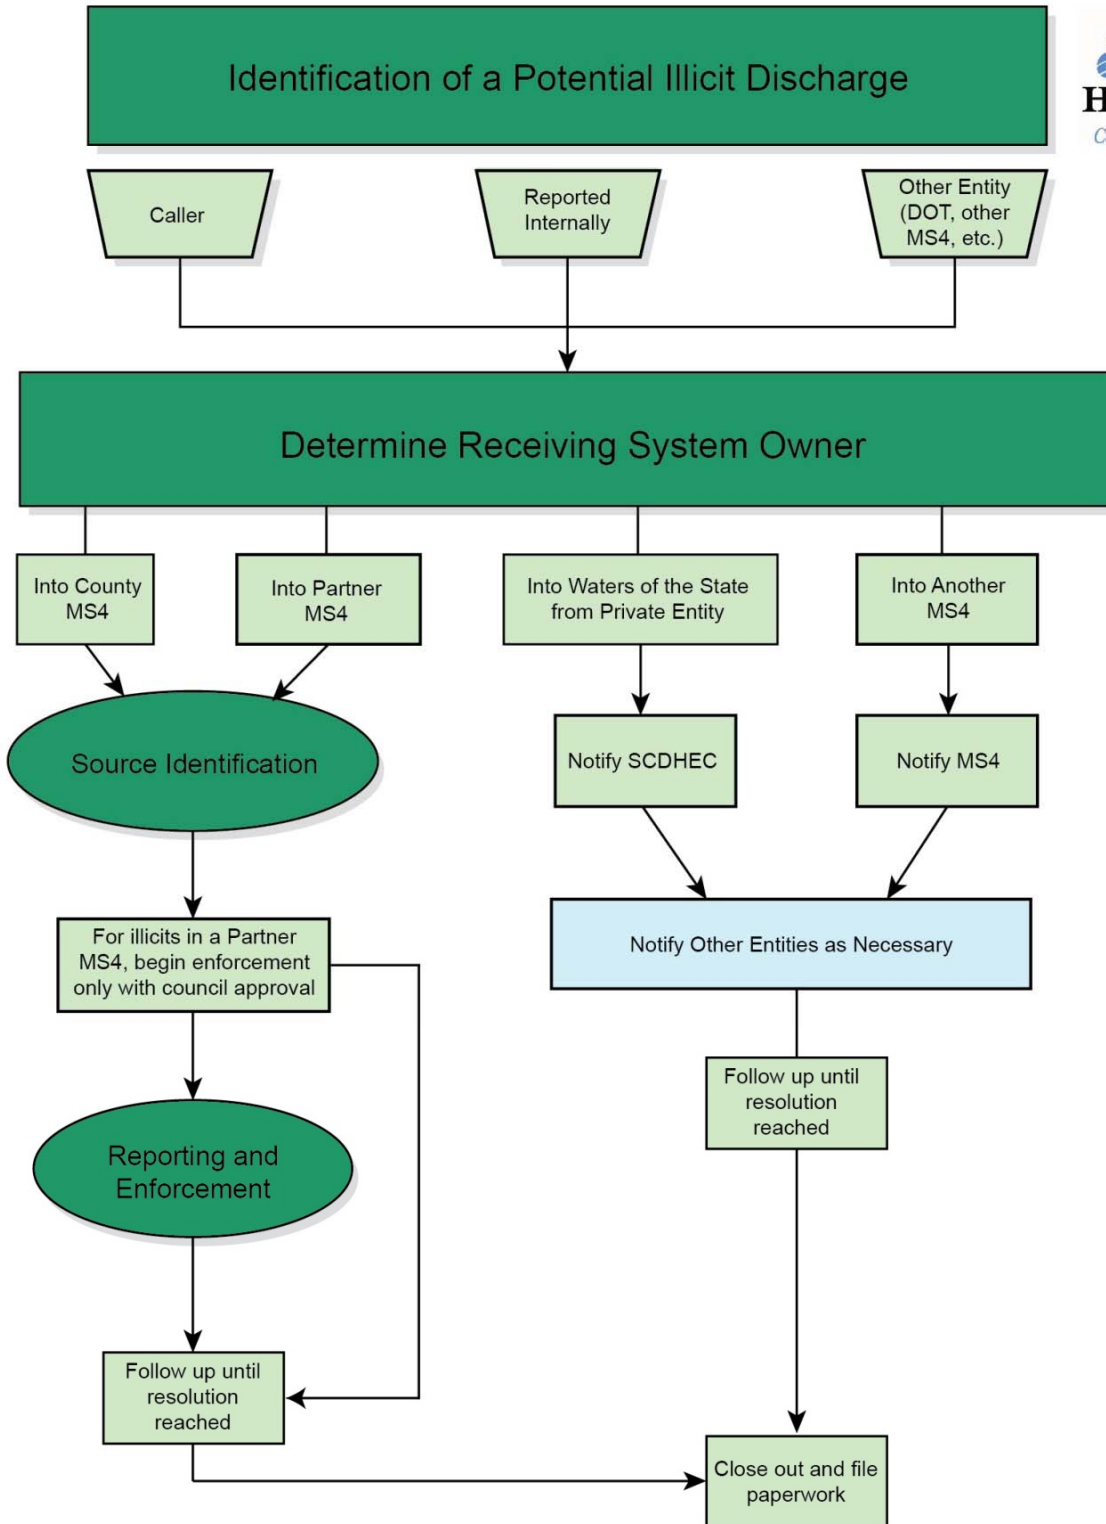 Identification of a Potential Illicit Discharge
H
C
Caller
Reported
Internally
Other Entity
(DOT, other
MS4, etc.)
Determine Receiving System Owner
Into County
MS4
Into Partner
MS4
Into Waters of the State
from Private Entity
Into Another
MS4
Source Identification
Notify SCDHEC
Notify MS4
For illicits in a Partner
MS4, begin enforcement
only with council approval
Notify Other Entities as Necessary
Follow up until
resolution
reached
Reporting and
Enforcement
Follow up until
resolution
reached
Close out and file
paperwork